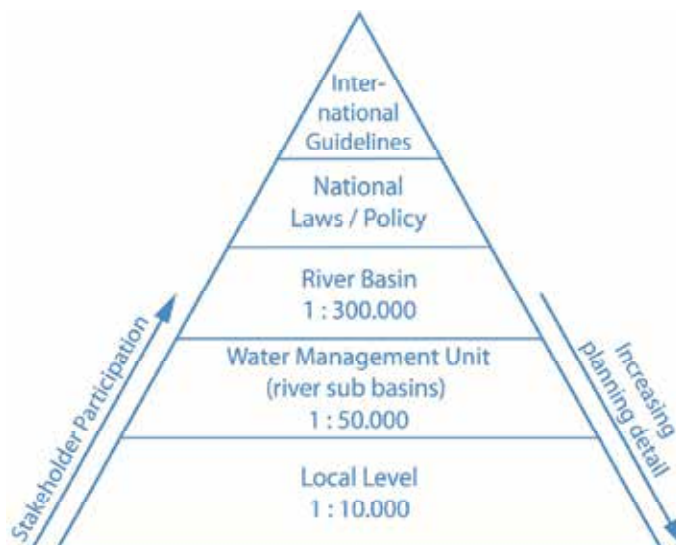 Inter-
national
Guidelines
National
Laws / Policy
River Basin
1 : 300.000
Water Management Unit
(river sub basins)
1 : 50.000
Local Level
1 : 10.000
Stakeholder Participation
Increasing
planning detail